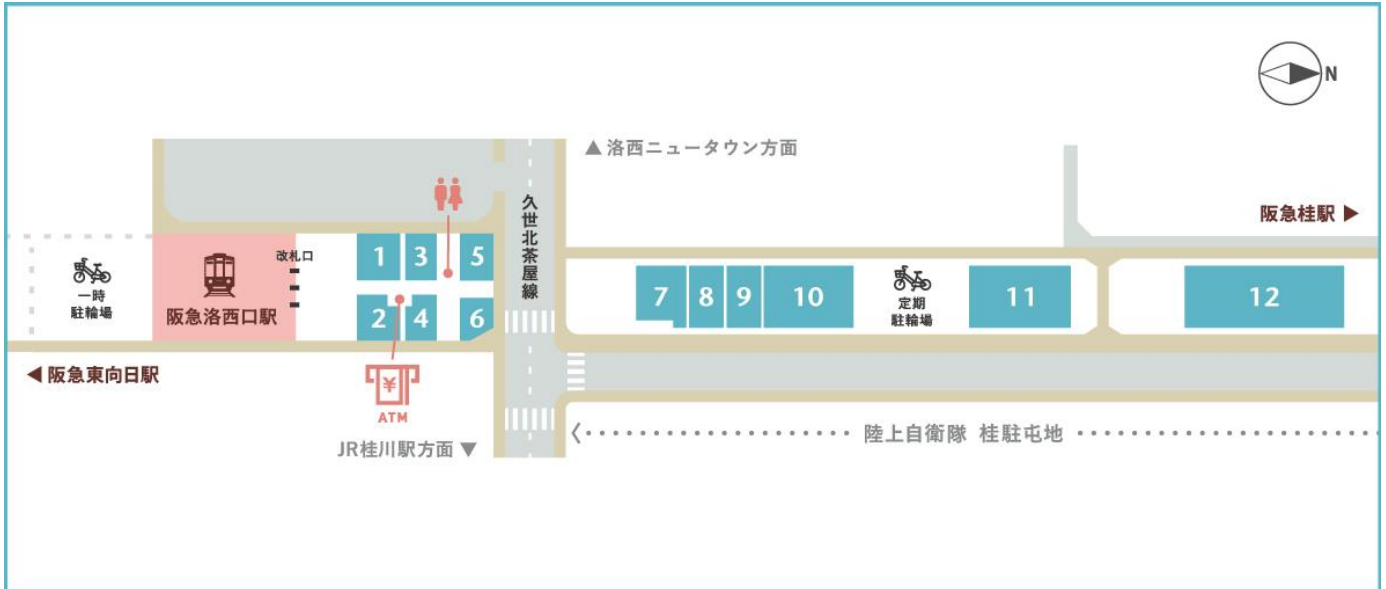 N
▲ 洛西ニュータウン方面
久世北茶屋線
阪急桂駅 ▶
改札口
1
3
5
一時
駐輪場
阪急洛西口駅
2
4
6
7
8
9
10
定期
駐輪場
11
12
◀ 阪急東向日駅
¥
ATM
JR桂川駅方面 ▼
陸上自衛隊 桂駐屯地